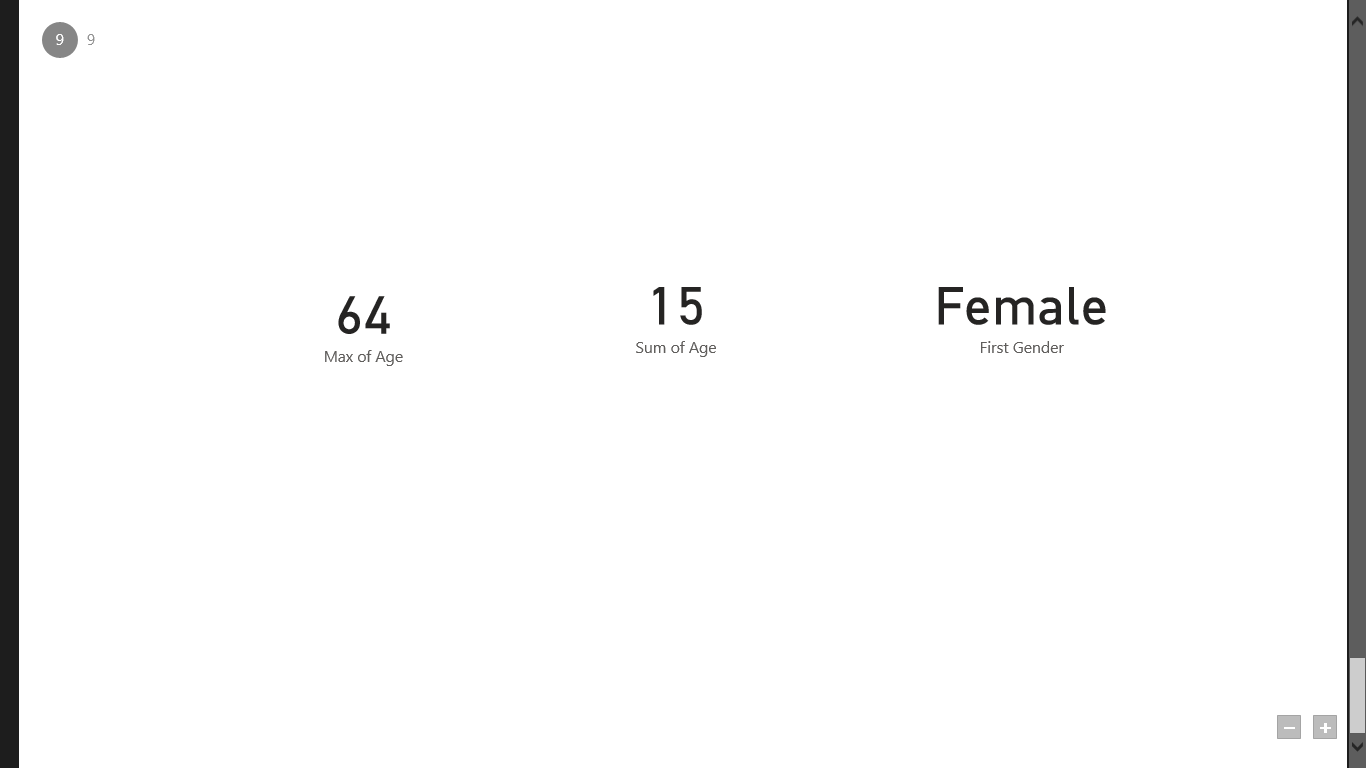 9 9
64
Max of Age
15
Sum of Age
Female
First Gender